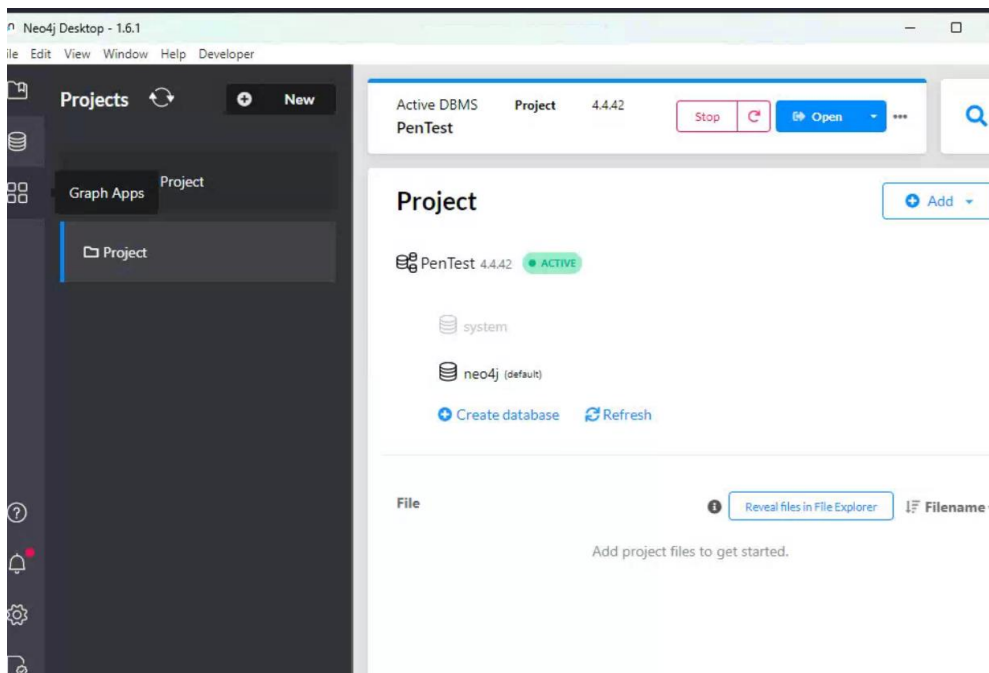 Neo4j Desktop - 1.6.1
Edit View Window Help Developer
Projects
New
Graph Apps
Project
Project
Active DBMS Project 4.4.42
PenTest
Stop
Open
Project
Add
PenTest 4.4.42 ACTIVE
system
neo4j (default)
Create database Refresh
File
Reveal files in File Explorer
Filename
Add project files to get started.